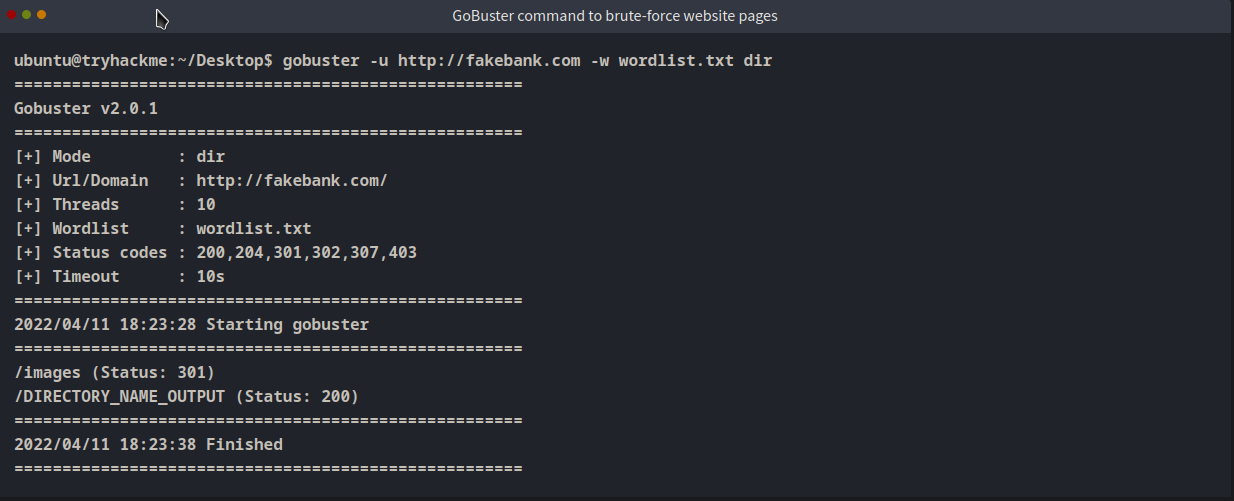 GoBuster command to brute-force website pages
ubuntu@tryhackme:~/Desktop$ gobuster -u http://fakebank.com -w wordlist.txt dir
=====================================================
Gobuster v2.0.1
=====================================================
[+] Mode         : dir
[+] Url/Domain   : http://fakebank.com/
[+] Threads      : 10
[+] Wordlist     : wordlist.txt
[+] Status codes : 200,204,301,302,307,403
[+] Timeout      : 10s
=====================================================
2022/04/11 18:23:28 Starting gobuster
=====================================================
/images (Status: 301)
/DIRECTORY_NAME_OUTPUT (Status: 200)
=====================================================
2022/04/11 18:23:38 Finished
=====================================================